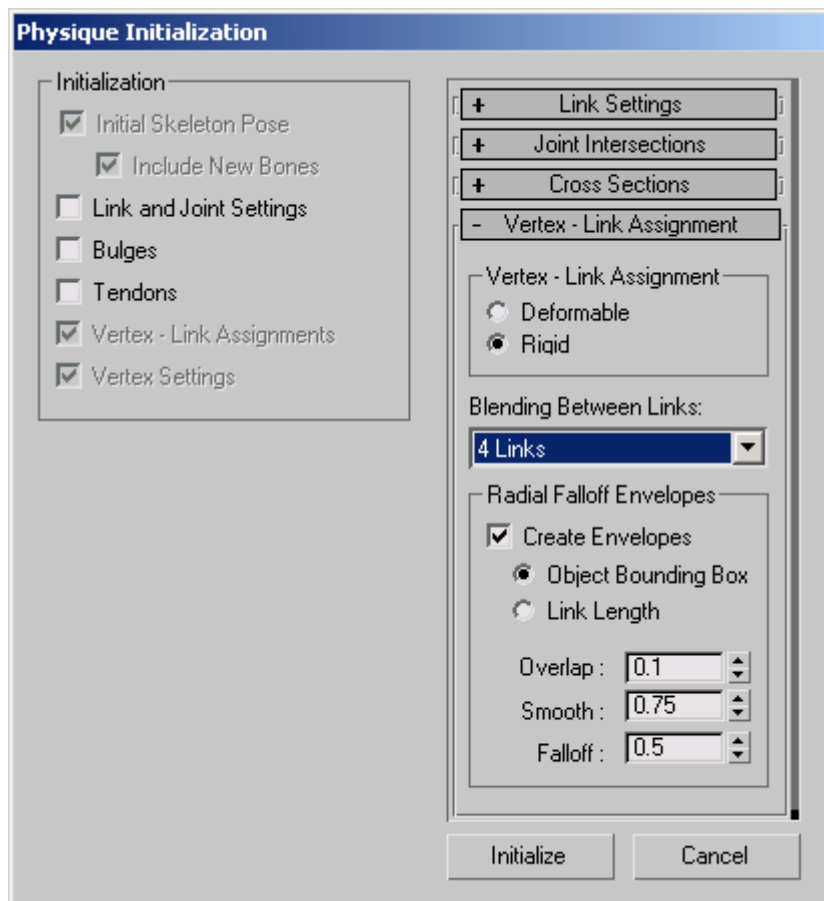 Physique Initialization
Initialization
Initial Skeleton Pose
Include New Bones
Link and Joint Settings
Bulges
Tendons
Vertex - Link Assignments
Vertex Settings
+ Link Settings
+ Joint Intersections
+ Cross Sections
- Vertex - Link Assignment
Vertex - Link Assignment
Deformable
Rigid
Blending Between Links:
4 Links
Radial Falloff Envelopes
Create Envelopes
Object Bounding Box
Link Length
Overlap : 0.1
Smooth : 0.75
Falloff : 0.5
Initialize Cancel